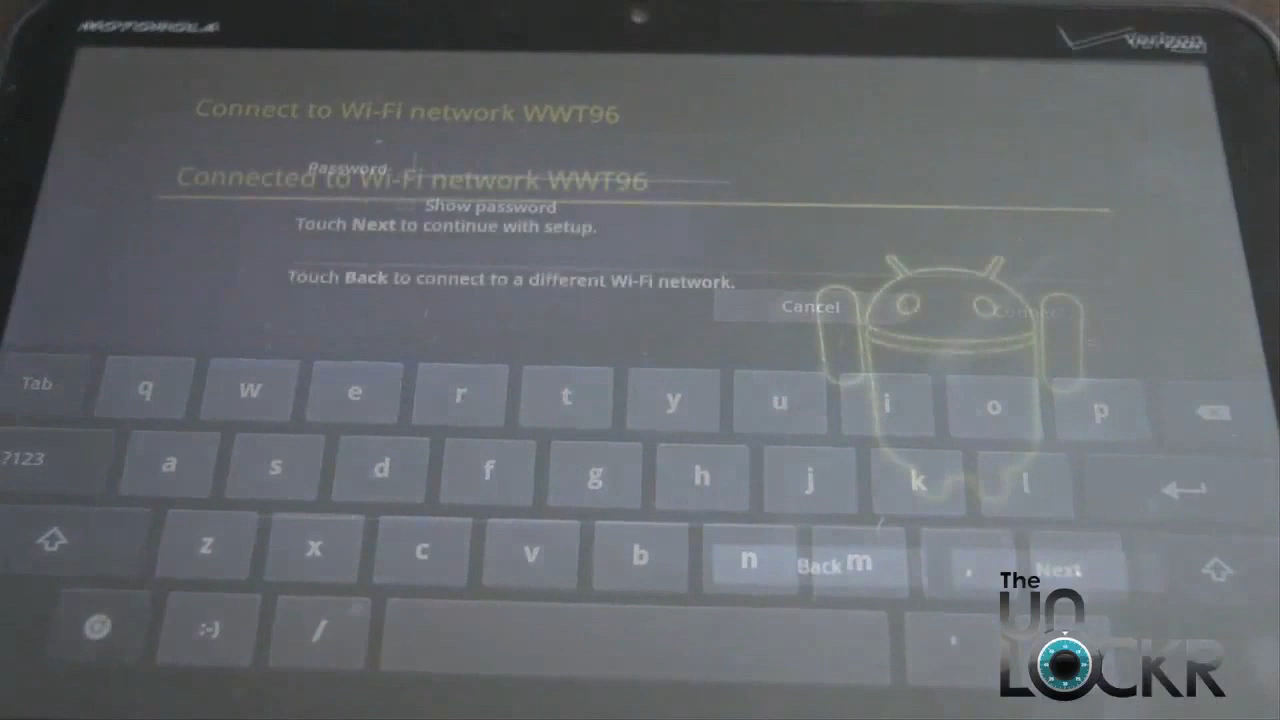 MOTOROLA
verizon
Connect to Wi-Fi network WWT96
Password
Connected to Wi-Fi network WWT96
Show password
Touch Next to continue with setup.
Touch Back to connect to a different Wi-Fi network.
Cancel
Connect
Tab q w e r t y u i o p
?123 a s d f g h j k l
z x c v b n m .
Back Next
:-) / '
The
UN
LOCKR